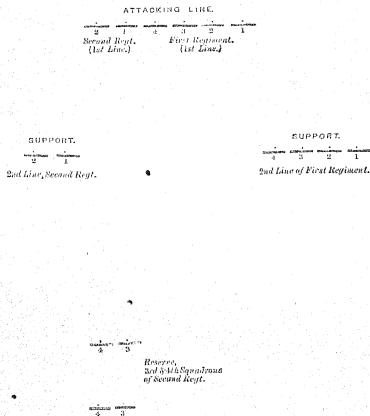 ATTACKING LINE.
2 1 4 3 2 1
Second Regt. First Regiment.
(1st Line.) (1st Line.)
SUPPORT. SUPPORT.
2 1 4 3 2 1
2nd Line, Second Regt. 2nd Line of First Regiment.
4 3
Reserve,
3rd & 4th Squadrons
of Second Regt.
4 3